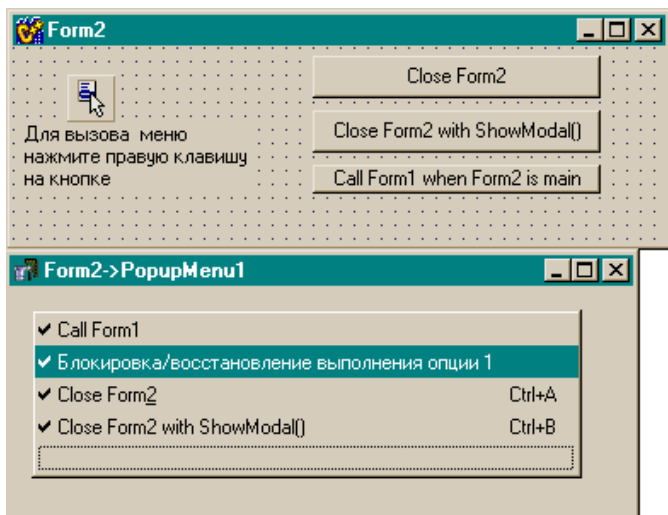 Form2
Close Form2
Для вызова меню
нажмите правую клавишу
на кнопке
Close Form2 with ShowModal()
Call Form1 when Form2 is main
Form2->PopupMenu1
Call Form1
Блокировка/восстановление выполнения опции 1
Close Form2 Ctrl+A
Close Form2 with ShowModal() Ctrl+B